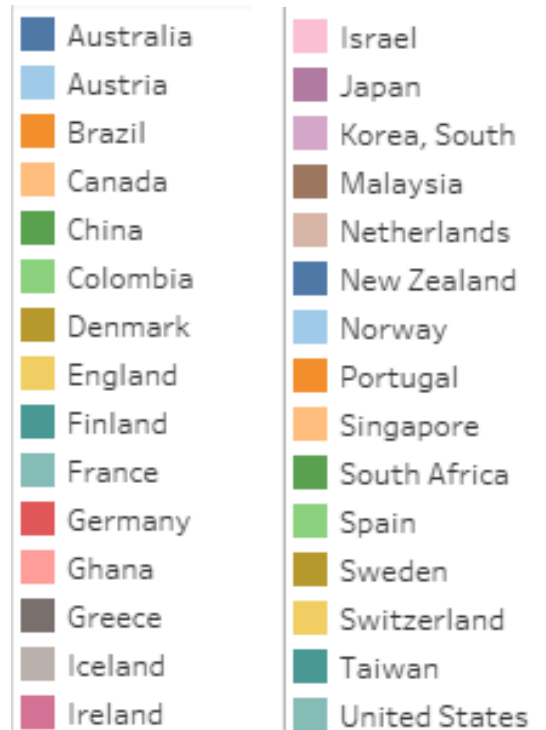 Australia
Austria
Brazil
Canada
China
Colombia
Denmark
England
Finland
France
Germany
Ghana
Greece
Iceland
Ireland
Israel
Japan
Korea, South
Malaysia
Netherlands
New Zealand
Norway
Portugal
Singapore
South Africa
Spain
Sweden
Switzerland
Taiwan
United States